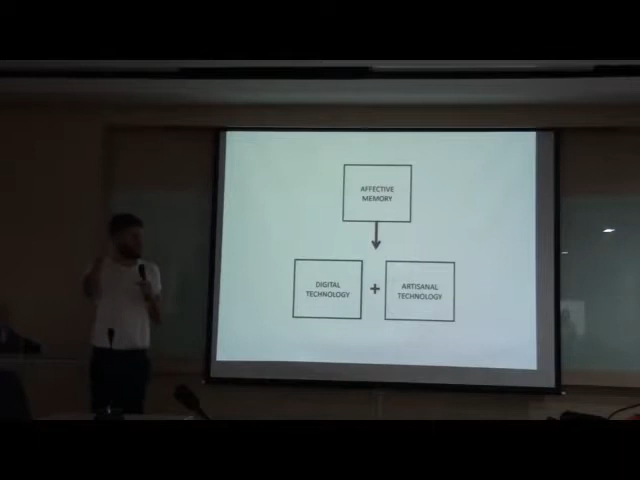 AFFECTIVE
MEMORY
DIGITAL
TECHNOLOGY
+
ARTISANAL
TECHNOLOGY